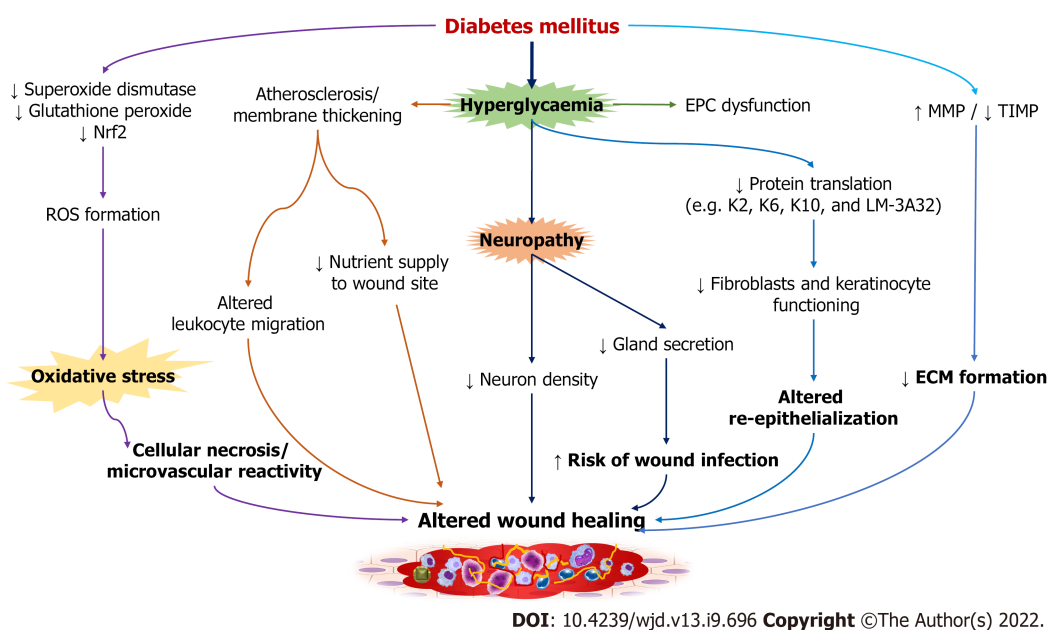 Diabetes mellitus
↓ Superoxide dismutase
↓ Glutathione peroxide
↓ Nrf2
ROS formation
Oxidative stress
Cellular necrosis/
microvascular reactivity
Atherosclerosis/
membrane thickening
Altered
leukocyte migration
↓ Nutrient supply
to wound site
Hyperglycaemia
EPC dysfunction
Neuropathy
↓ Neuron density
↓ Gland secretion
↑ Risk of wound infection
↓ Protein translation
(e.g. K2, K6, K10, and LM-3A32)
↓ Fibroblasts and keratinocyte
functioning
Altered
re-epithelialization
↑ MMP / ↓ TIMP
↓ ECM formation
Altered wound healing
DOI: 10.4239/wjd.v13.i9.696 Copyright ©The Author(s) 2022.